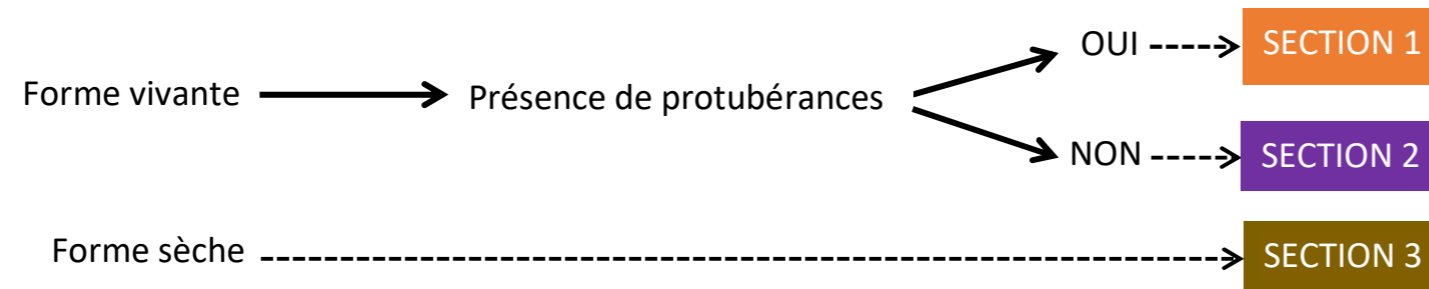 OUI
SECTION 1
Forme vivante
Présence de protubérances
NON
SECTION 2
Forme sèche
SECTION 3